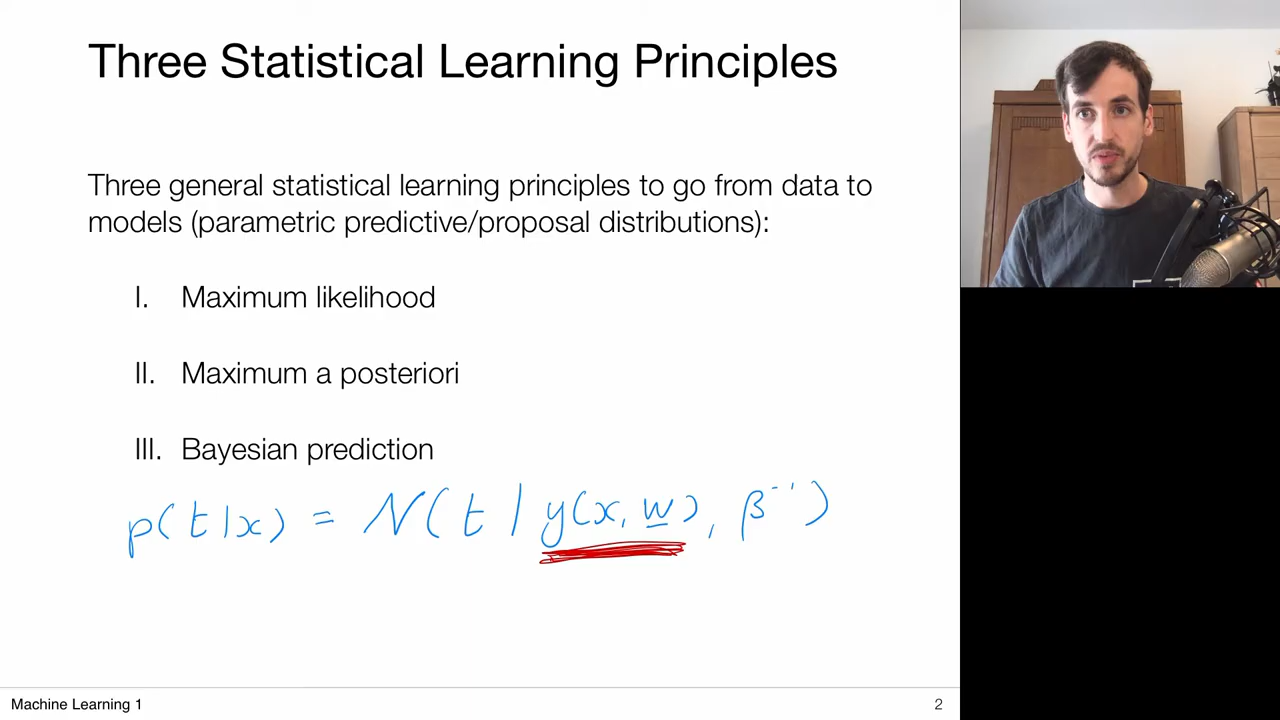 Three Statistical Learning Principles
Three general statistical learning principles to go from data to
models (parametric predictive/proposal distributions):
I. Maximum likelihood
II. Maximum a posteriori
III. Bayesian prediction
p(t|x) = N(t | y(x, w), β⁻¹)
Machine Learning 1
2